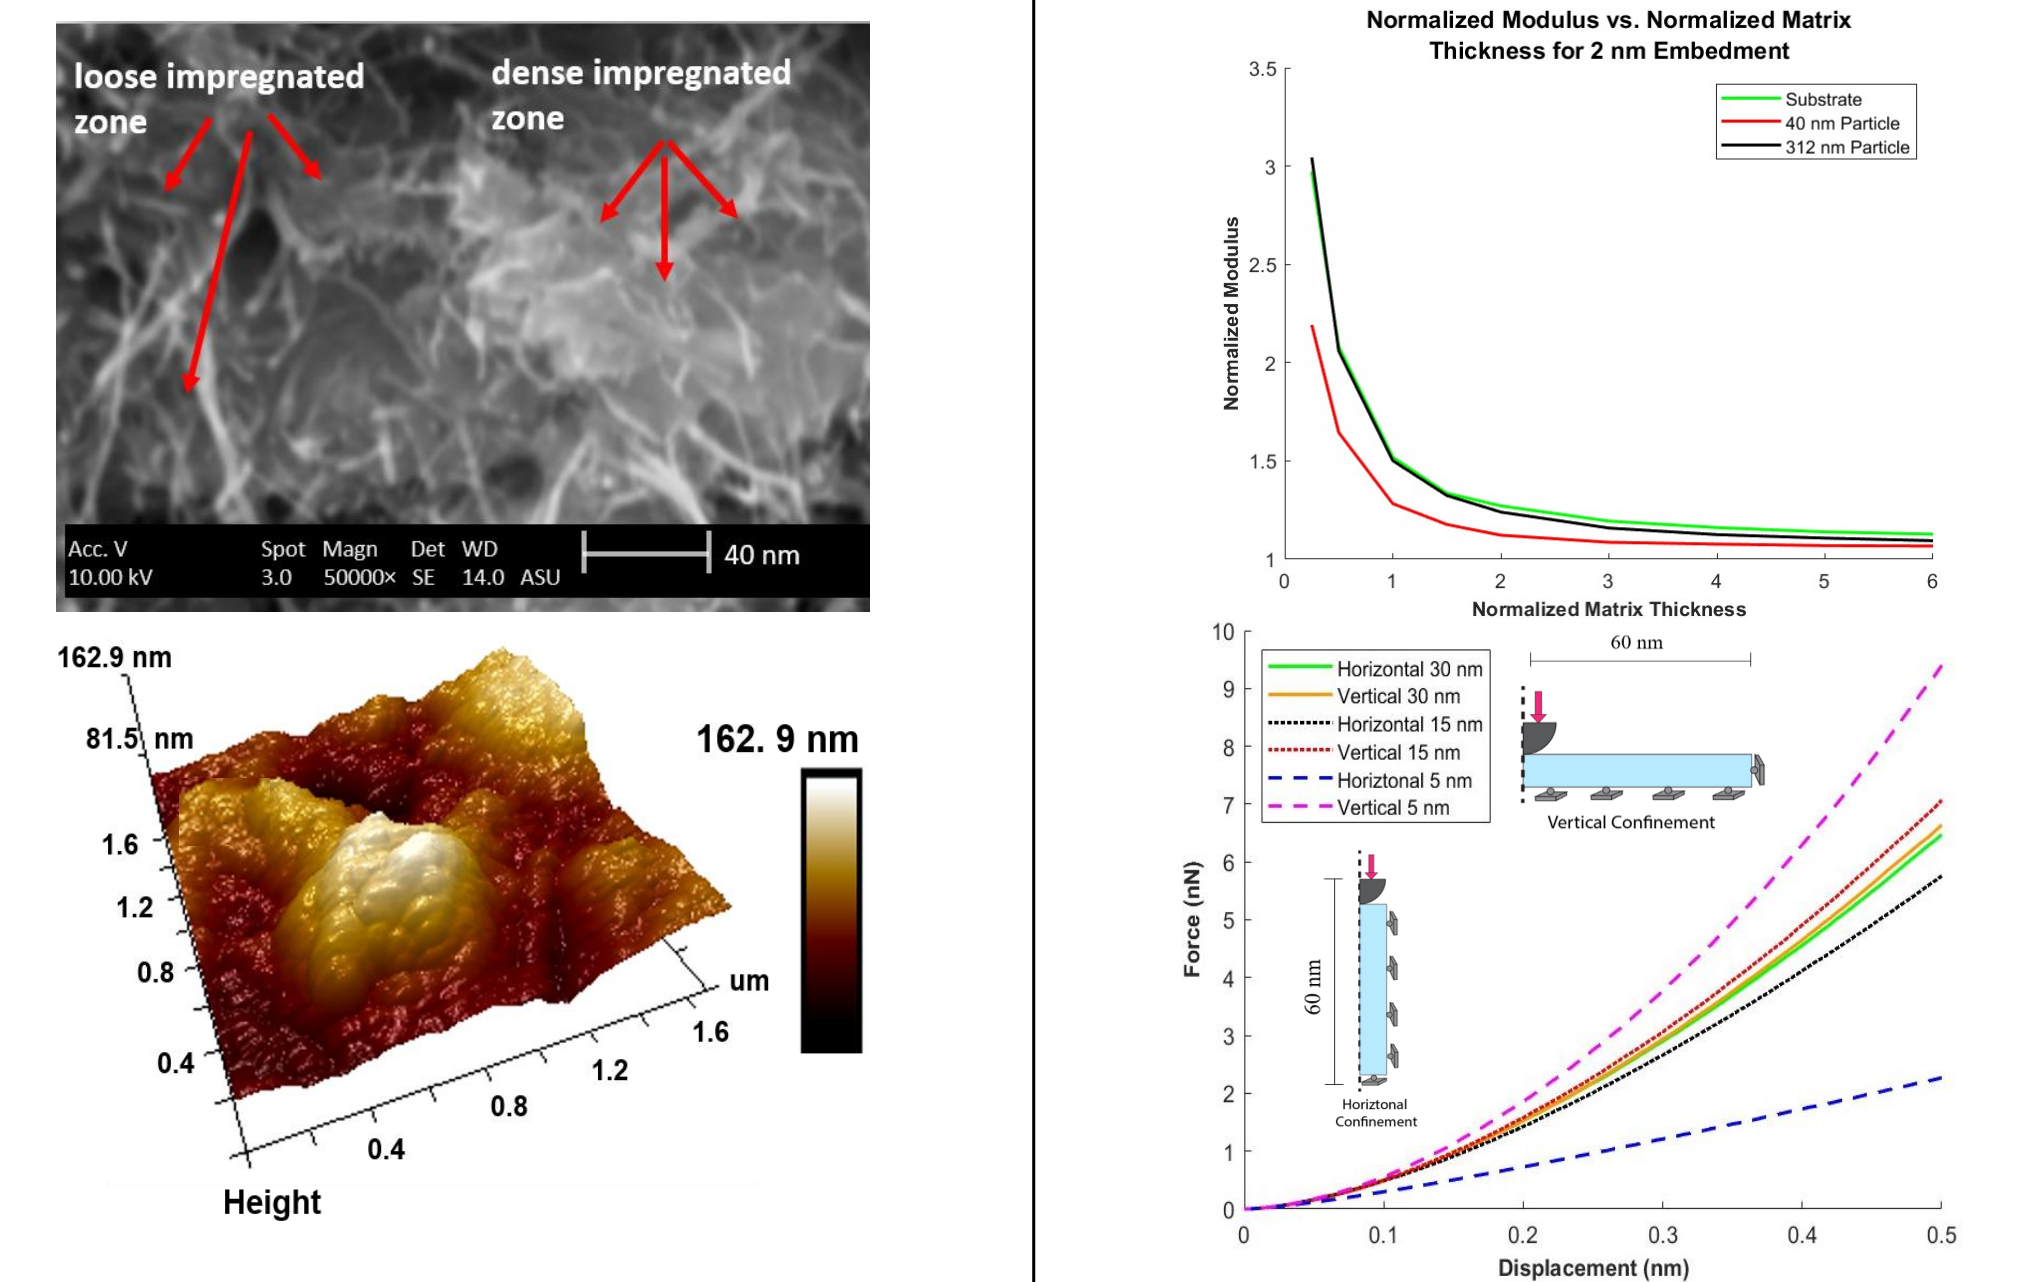 loose impregnated
zone
dense impregnated
zone
Acc. V Spot Magn Det WD
10.00 kV 3.0 50000× SE 14.0 ASU
40 nm
162.9 nm
81.5 nm
1.6
1.2
0.8
0.4
0.4
0.8
1.2
1.6
um
Height
162. 9 nm
Normalized Modulus vs. Normalized Matrix
Thickness for 2 nm Embedment
Substrate
40 nm Particle
312 nm Particle
3.5
3
2.5
2
1.5
1
Normalized Modulus
0 1 2 3 4 5 6
Normalized Matrix Thickness
10
9
8
7
6
5
4
3
2
1
0
Force (nN)
Horizontal 30 nm
Vertical 30 nm
Horizontal 15 nm
Vertical 15 nm
Horiztonal 5 nm
Vertical 5 nm
60 nm
Vertical Confinement
60 nm
Horiztonal
Confinement
0 0.1 0.2 0.3 0.4 0.5
Displacement (nm)